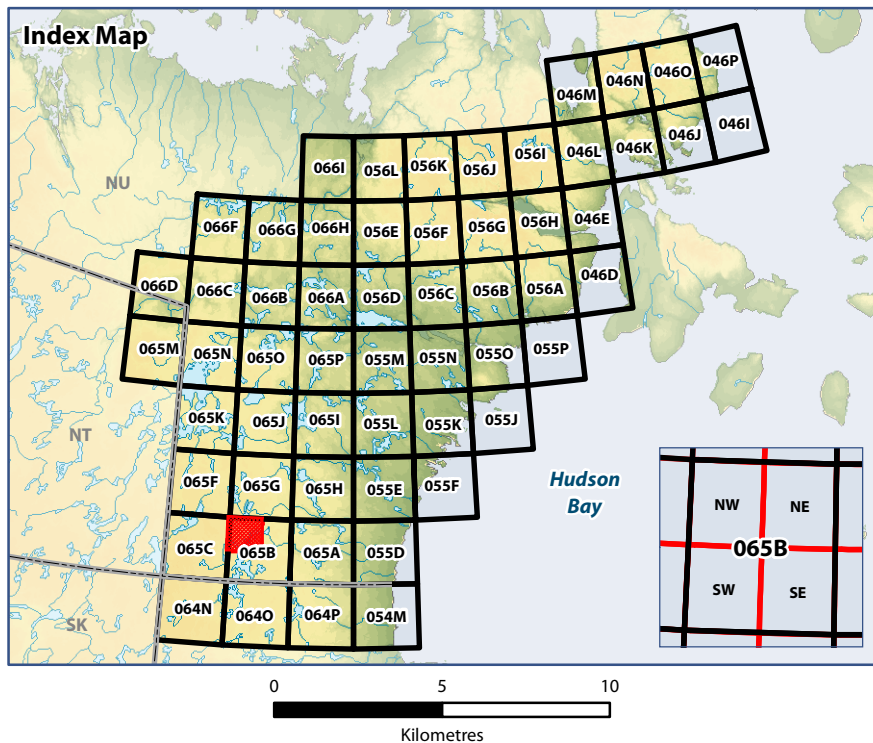 Index Map
046M 046N 046O 046P
066I 056L 056K 056J 056I 046L 046K 046J 046I
NU
066F 066G 066H 056E 056F 056G 056H 046E
066D 066C 066B 066A 056D 056C 056B 056A 046D
065M 065N 065O 065P 055M 055N 055O 055P
NT
065K 065J 065I 055L 055K 055J
065F 065G 065H 055E 055F
Hudson
Bay
065C 065B 065A 055D
SK
064N 064O 064P 054M
NW NE
065B
SW SE
0 5 10
Kilometres